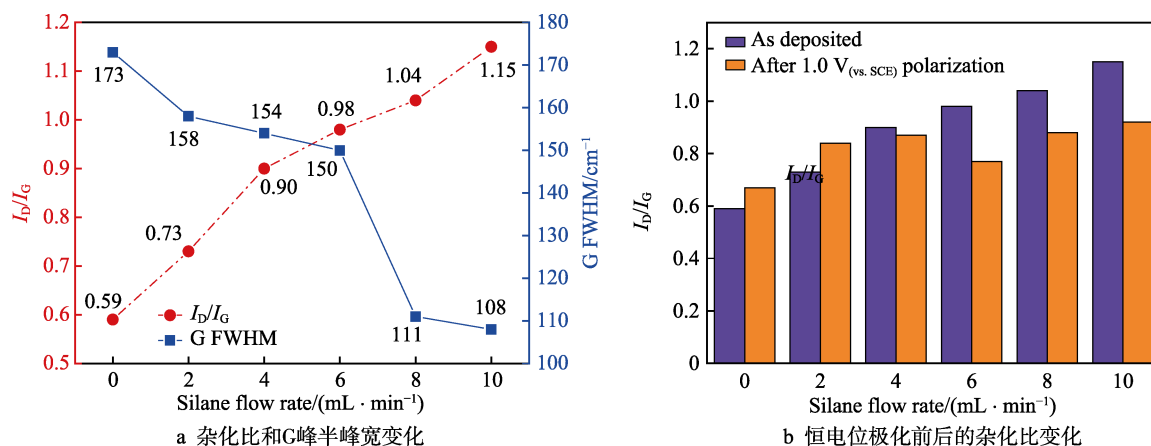 1.2
1.1
1.0
0.9
0.8
0.7
0.6
0.5
I_D/I_G
180
170
160
150
140
130
120
110
100
G FWHM/cm⁻¹
173
158
154
150
111
108
0.59
0.73
0.90
0.98
1.04
1.15
I_D/I_G
G FWHM
0 2 4 6 8 10
Silane flow rate/(mL · min⁻¹)
a 杂化比和G峰半峰宽变化
1.2
1.0
0.8
0.6
0.4
0.2
0
I_D/I_G
As deposited
After 1.0 V(vs. SCE) polarization
I_D/I_G
0 2 4 6 8 10
Silane flow rate/(mL · min⁻¹)
b 恒电位极化前后的杂化比变化